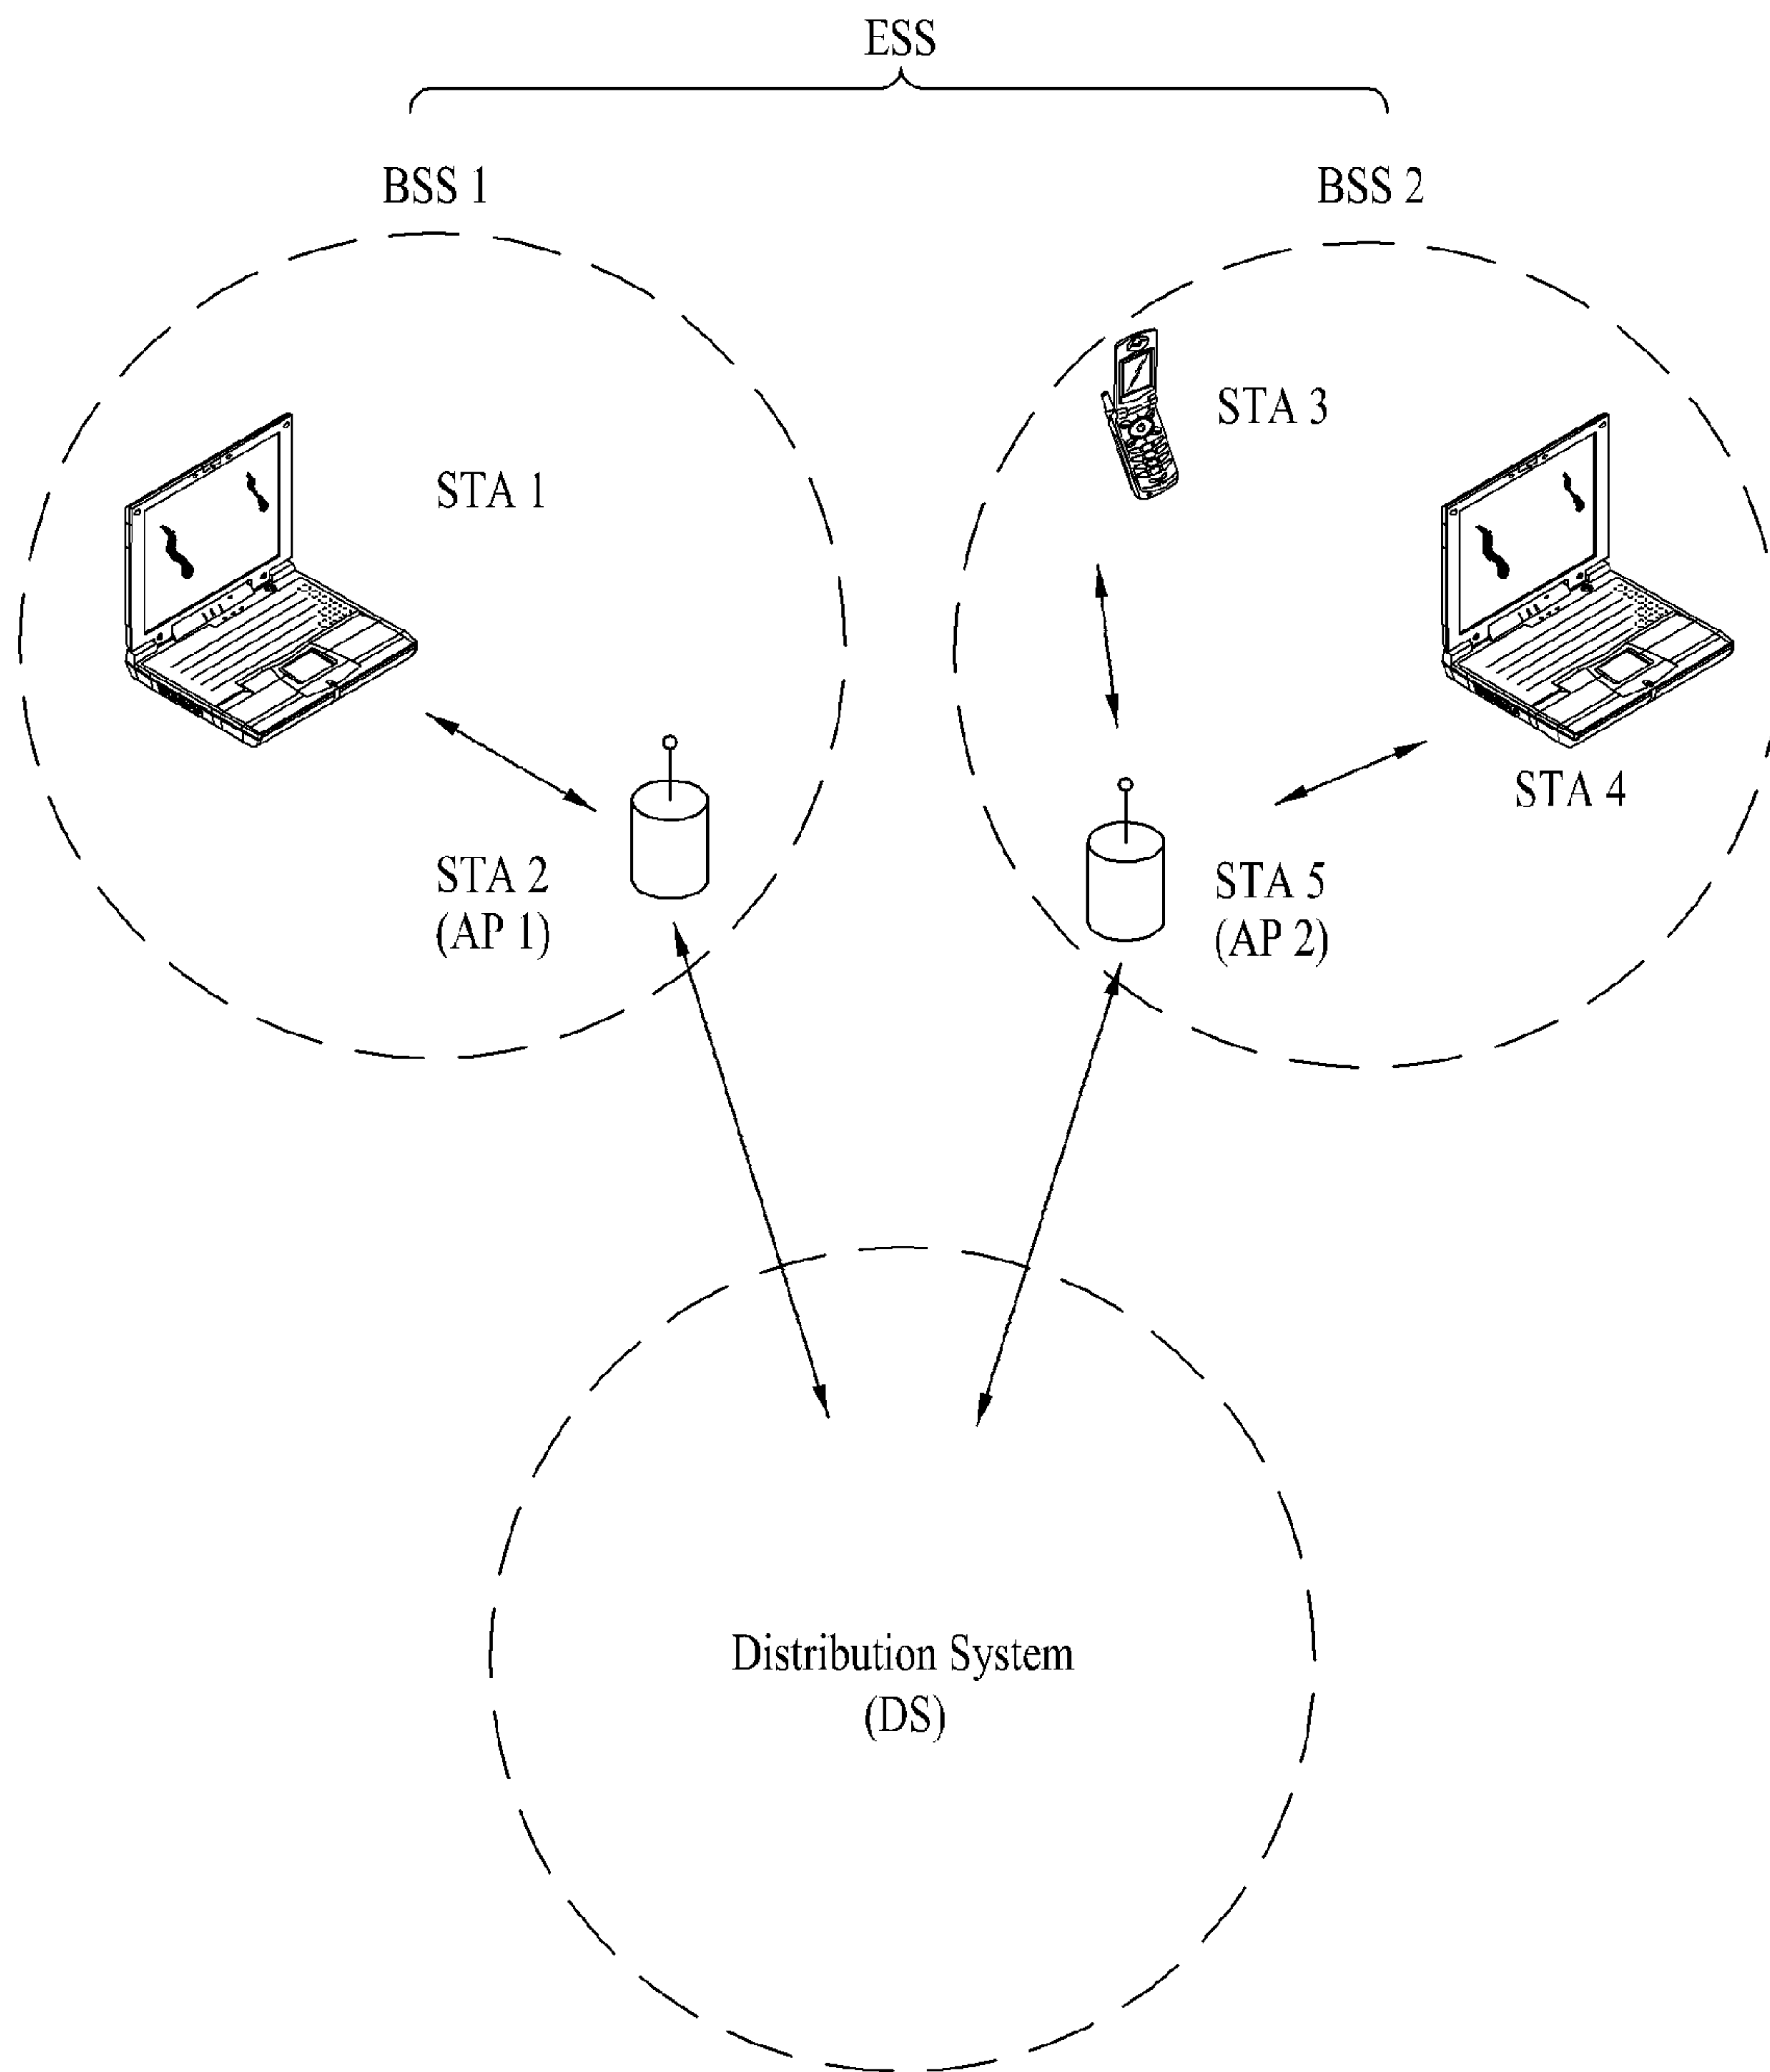 ESS
BSS 1
BSS 2
STA 3
STA 1
STA 4
STA 2
(AP 1)
STA 5
(AP 2)
Distribution System
(DS)